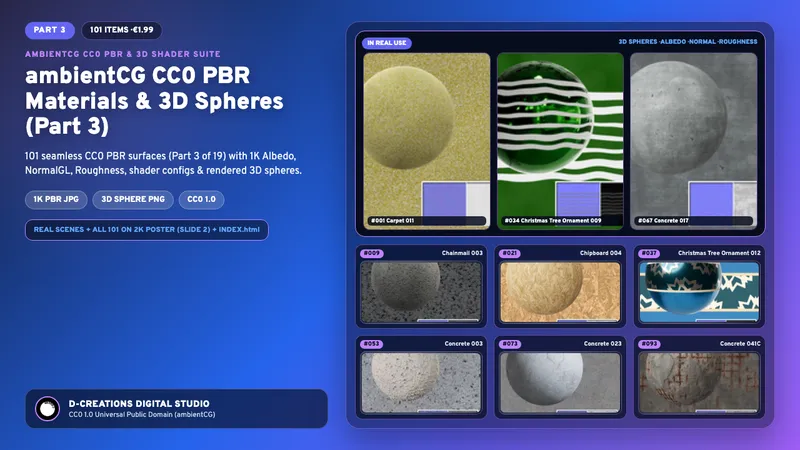 PART 3
101 ITEMS · €1.99
AMBIENTCG CC0 PBR & 3D SHADER SUITE
ambientCG CC0 PBR
Materials & 3D Spheres
(Part 3)
101 seamless CC0 PBR surfaces (Part 3 of 19) with 1K Albedo,
NormalGL, Roughness, shader configs & rendered 3D spheres.
1K PBR JPG
3D SPHERE PNG
CC0 1.0
REAL SCENES + ALL 101 ON 2K POSTER (SLIDE 2) + INDEX.html
D-CREATIONS DIGITAL STUDIO
CC0 1.0 Universal Public Domain (ambientCG)
IN REAL USE
3D SPHERES · ALBEDO · NORMAL · ROUGHNESS
#001 Carpet 011
#034 Christmas Tree Ornament 009
#067 Concrete 017
#009
Chainmail 003
#021
Chipboard 004
#037
Christmas Tree Ornament 012
#053
Concrete 003
#073
Concrete 023
#093
Concrete 041C